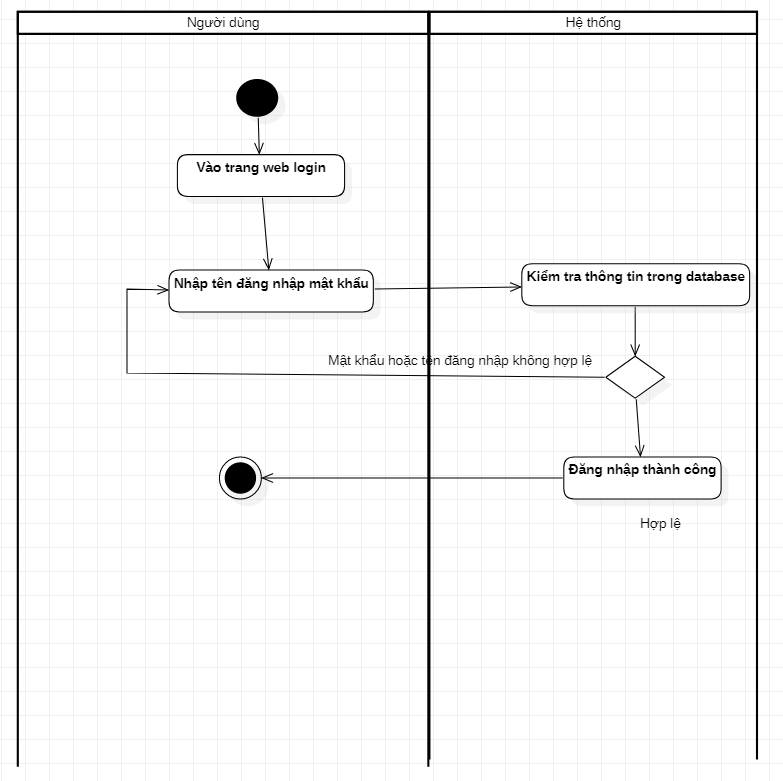 Người dùng
Hệ thống
Vào trang web login
Nhập tên đăng nhập mật khẩu
Kiểm tra thông tin trong database
Mật khẩu hoặc tên đăng nhập không hợp lệ
Đăng nhập thành công
Hợp lệ